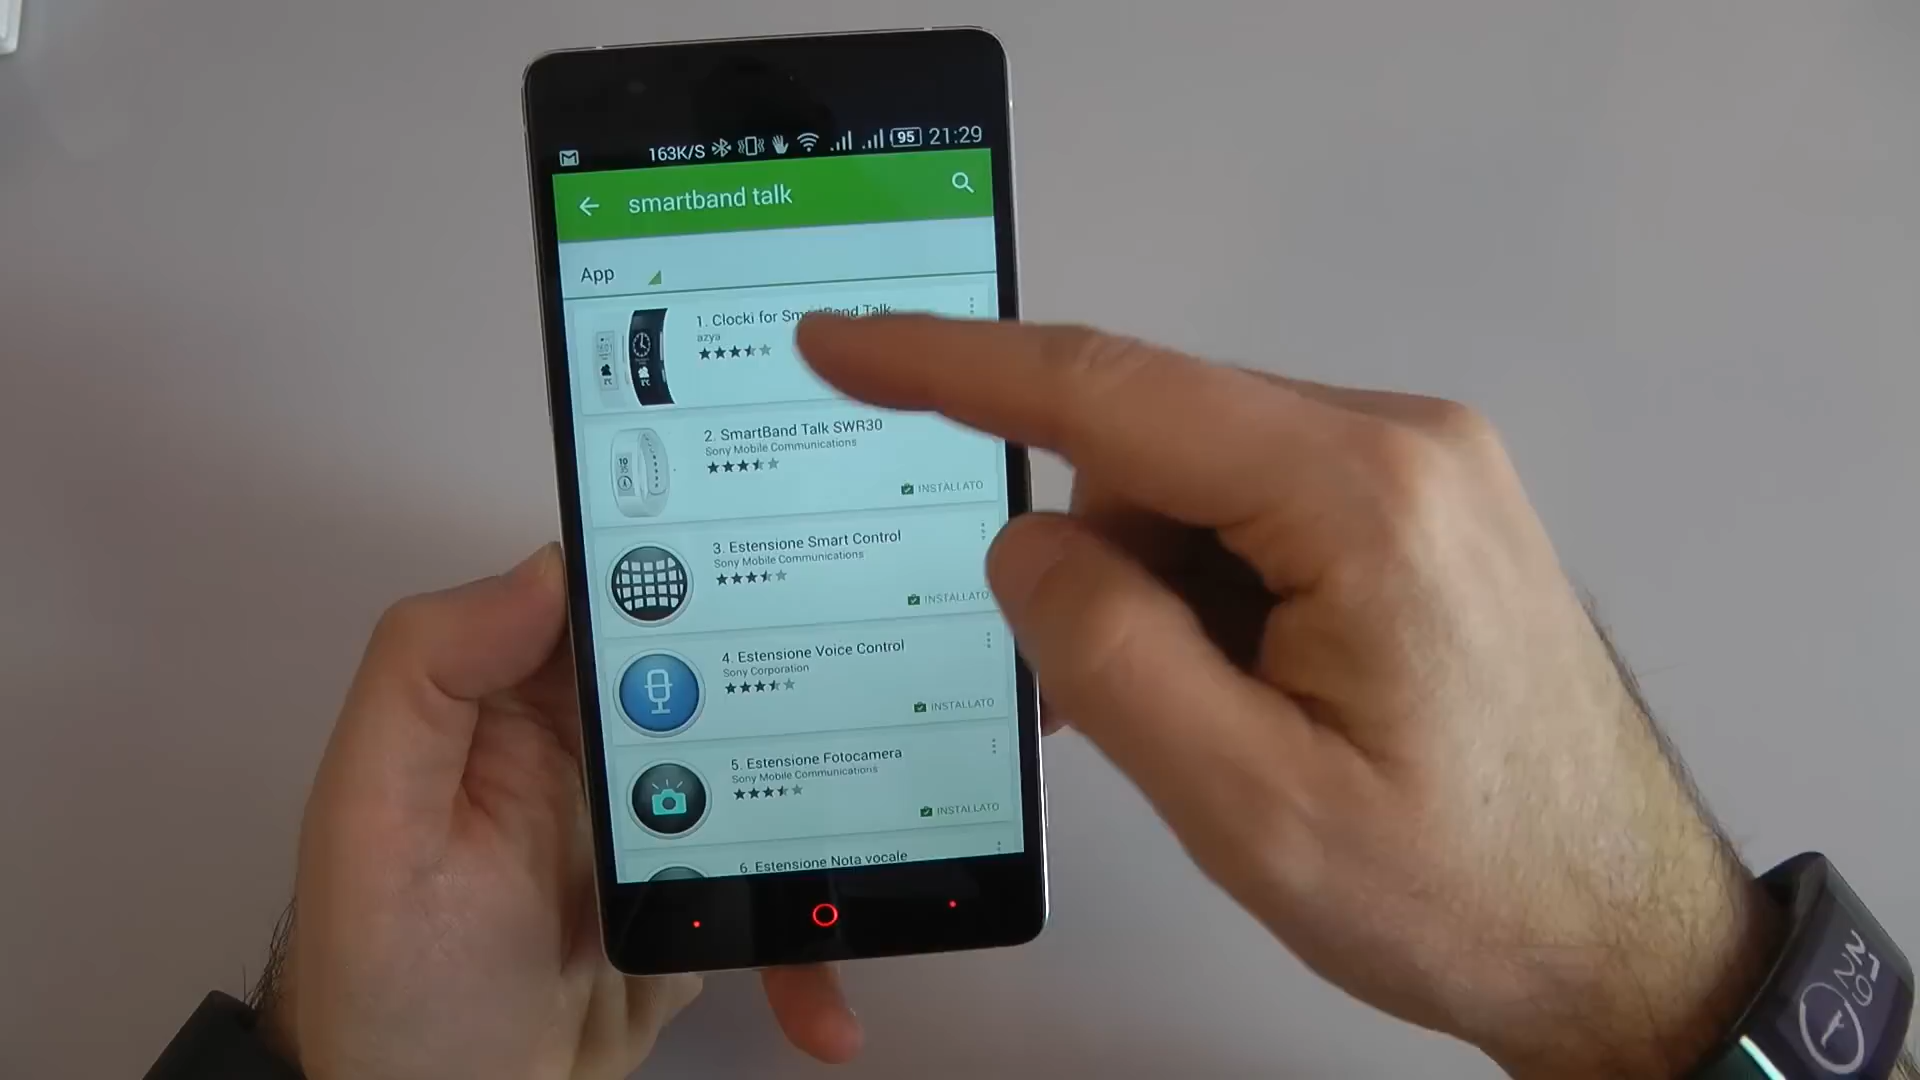 163K/S 95 21:29
smartband talk
App
1. Clocki for SmartBand Talk
azya
2. SmartBand Talk SWR30
Sony Mobile Communications
INSTALLATO
3. Estensione Smart Control
Sony Mobile Communications
INSTALLATO
4. Estensione Voice Control
Sony Corporation
INSTALLATO
5. Estensione Fotocamera
Sony Mobile Communications
INSTALLATO
6. Estensione Nota vocale